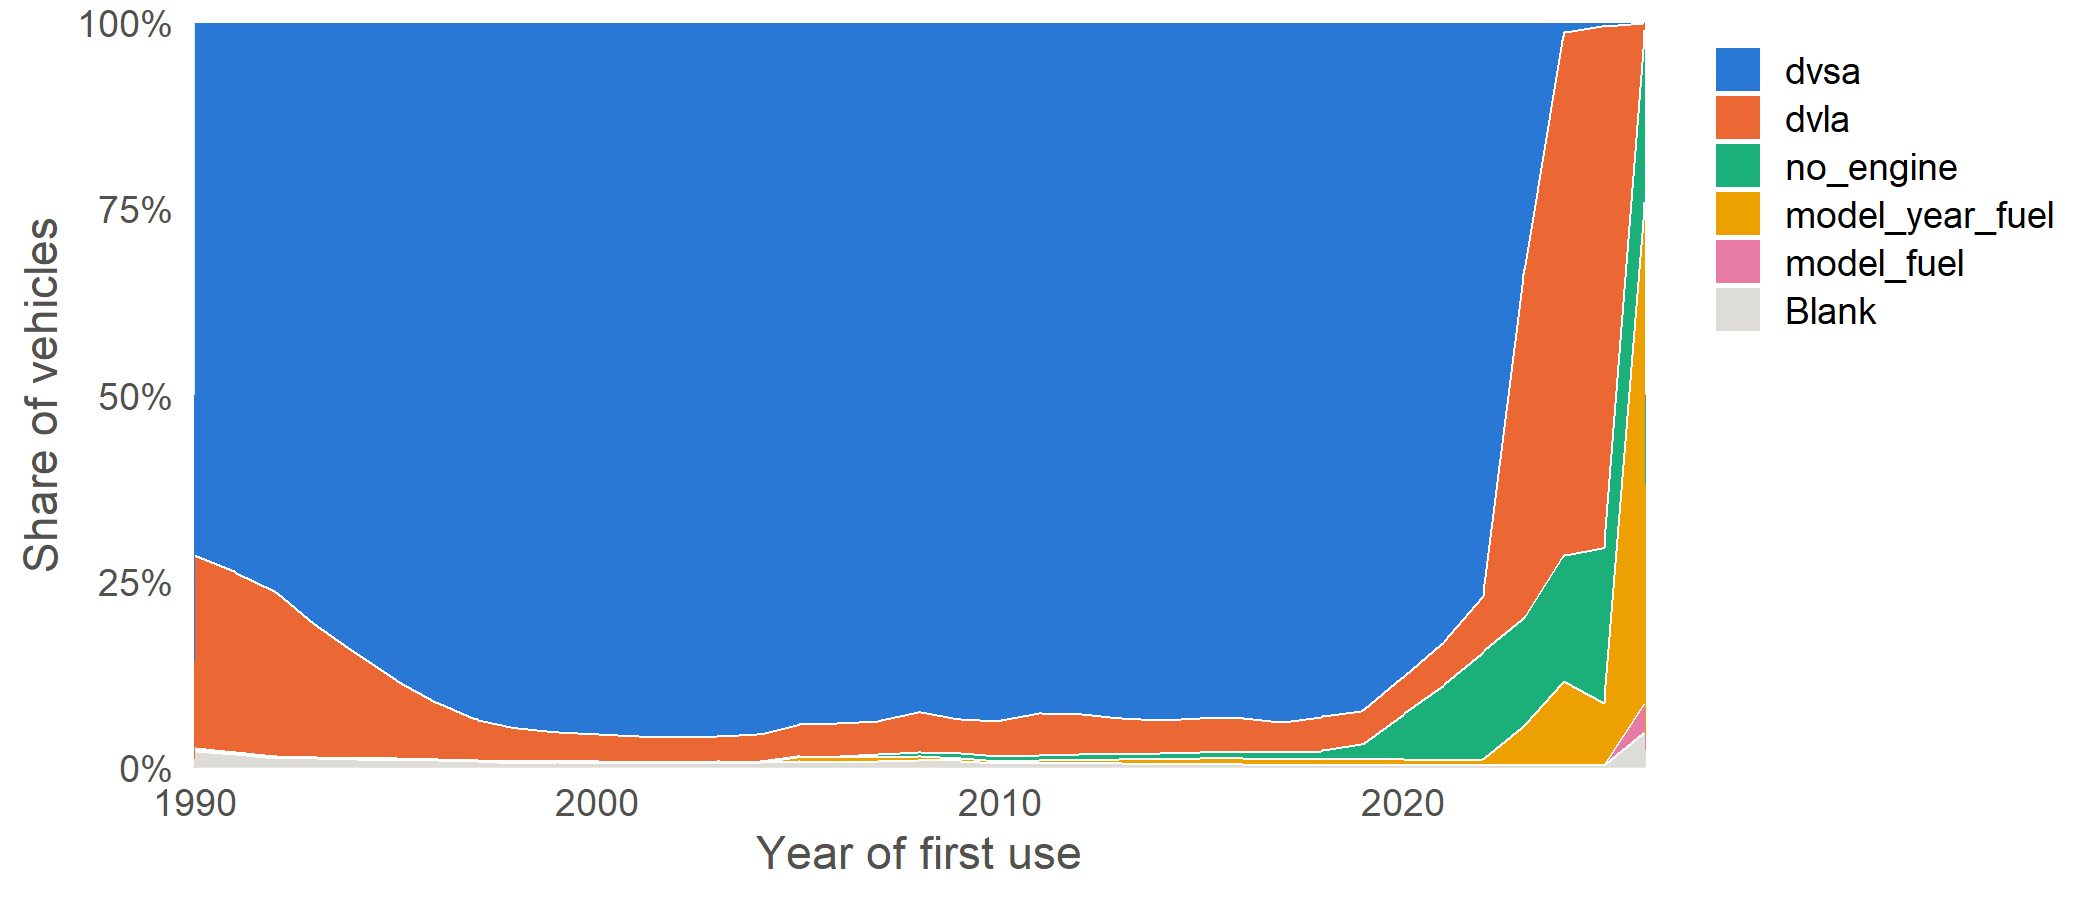 100%
75%
50%
25%
0%
Share of vehicles
1990
2000
2010
2020
Year of first use
dvsa
dvla
no_engine
model_year_fuel
model_fuel
Blank